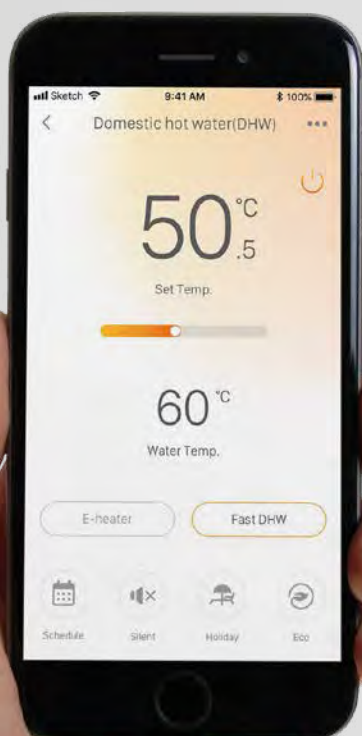 Sketch 9:41 AM 100%
Domestic hot water(DHW)
50.5 °C
Set Temp.
60 °C
Water Temp.
E-heater Fast DHW
Schedule Silent Holiday Eco